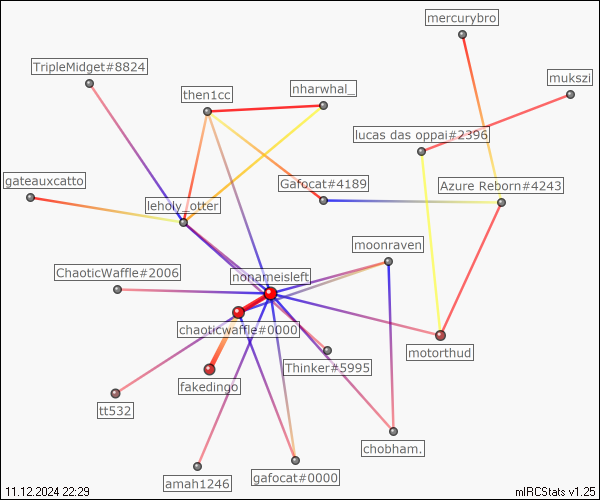 mercurybro
TripleMidget#8824
mukszi
nharwhal_
then1cc
lucas das oppai#2396
gateauxcatto
Gafocat#4189
Azure Reborn#4243
leholy_otter
moonraven
ChaoticWaffle#2006
nonameisleft
chaoticwaffle#0000
motorthud
Thinker#5995
fakedingo
tt532
chobham.
amah1246
gafocat#0000
11.12.2024 22:29
mIRCStats v1.25